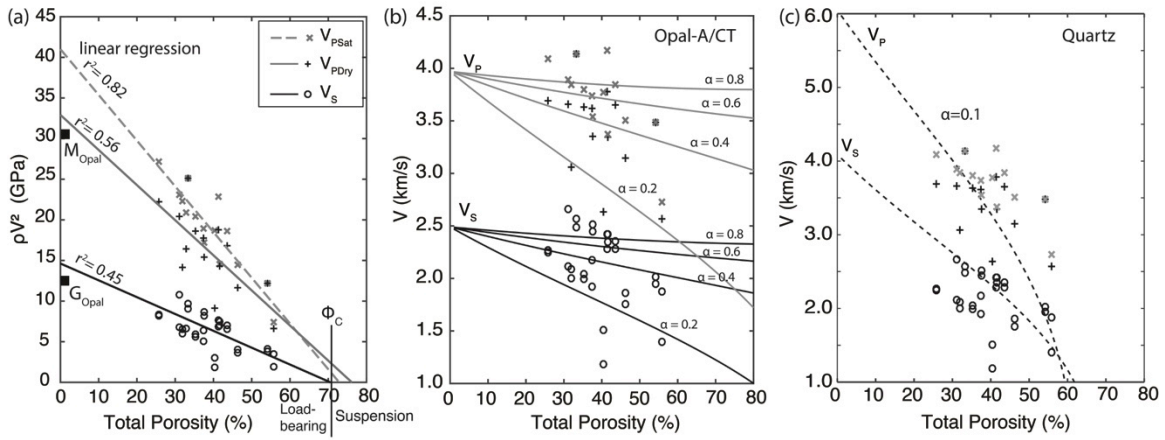 (a)
linear regression
V_PSat
V_PDry
V_S
r²=0.82
r²=0.56
r²=0.45
M_Opal
G_Opal
Φ_C
ρV² (GPa)
45
40
35
30
25
20
15
10
5
0
0 10 20 30 40 50 60 70 80
Total Porosity (%)
Load-
bearing
Suspension
(b)
Opal-A/CT
V_P
α = 0.8
α = 0.6
α = 0.4
α = 0.2
V_S
α = 0.8
α = 0.6
α = 0.4
α = 0.2
V (km/s)
4.5
4.0
3.5
3.0
2.5
2.0
1.5
1.0
0 10 20 30 40 50 60 70 80
Total Porosity (%)
(c)
Quartz
V_P
α=0.1
V_S
V (km/s)
6.0
5.0
4.0
3.0
2.0
1.0
0 10 20 30 40 50 60 70 80
Total Porosity (%)